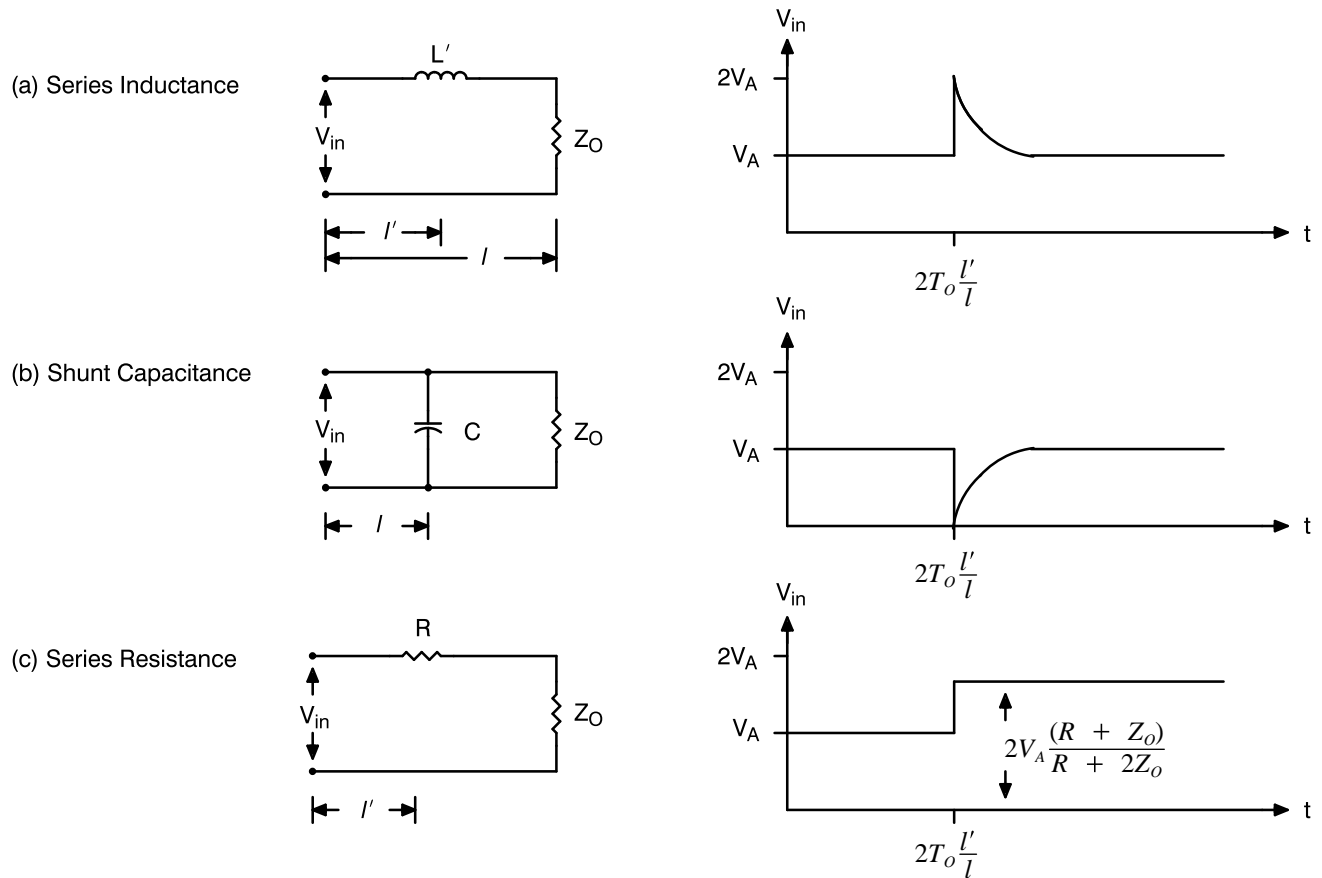 (a) Series Inductance
L′
V_in
Z_O
l′
l
V_in
2V_A
V_A
t
2T_O l′/l
(b) Shunt Capacitance
V_in
C
Z_O
l
V_in
2V_A
V_A
t
2T_O l′/l
(c) Series Resistance
R
V_in
Z_O
l′
V_in
2V_A
V_A
2V_A (R + Z_O)/(R + 2Z_O)
t
2T_O l′/l